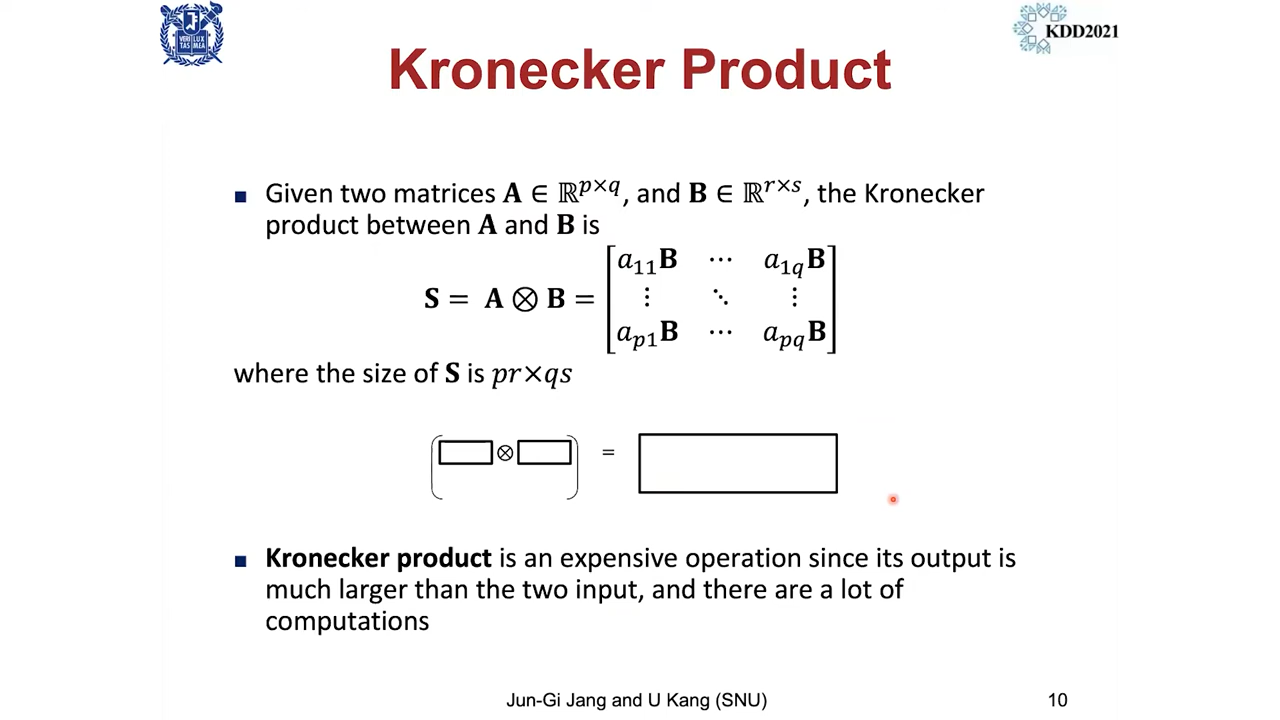 VERI LUX TAS MEA
KDD2021
Kronecker Product
Given two matrices 𝐀 ∈ ℝ^{p×q}, and 𝐁 ∈ ℝ^{r×s}, the Kronecker
product between 𝐀 and 𝐁 is
𝐒 = 𝐀 ⊗ 𝐁 = [a_{11}𝐁 ⋯ a_{1q}𝐁
⋮ ⋱ ⋮
a_{p1}𝐁 ⋯ a_{pq}𝐁]
where the size of 𝐒 is pr×qs
( ⊗ ) =
Kronecker product is an expensive operation since its output is
much larger than the two input, and there are a lot of
computations
Jun-Gi Jang and U Kang (SNU)
10